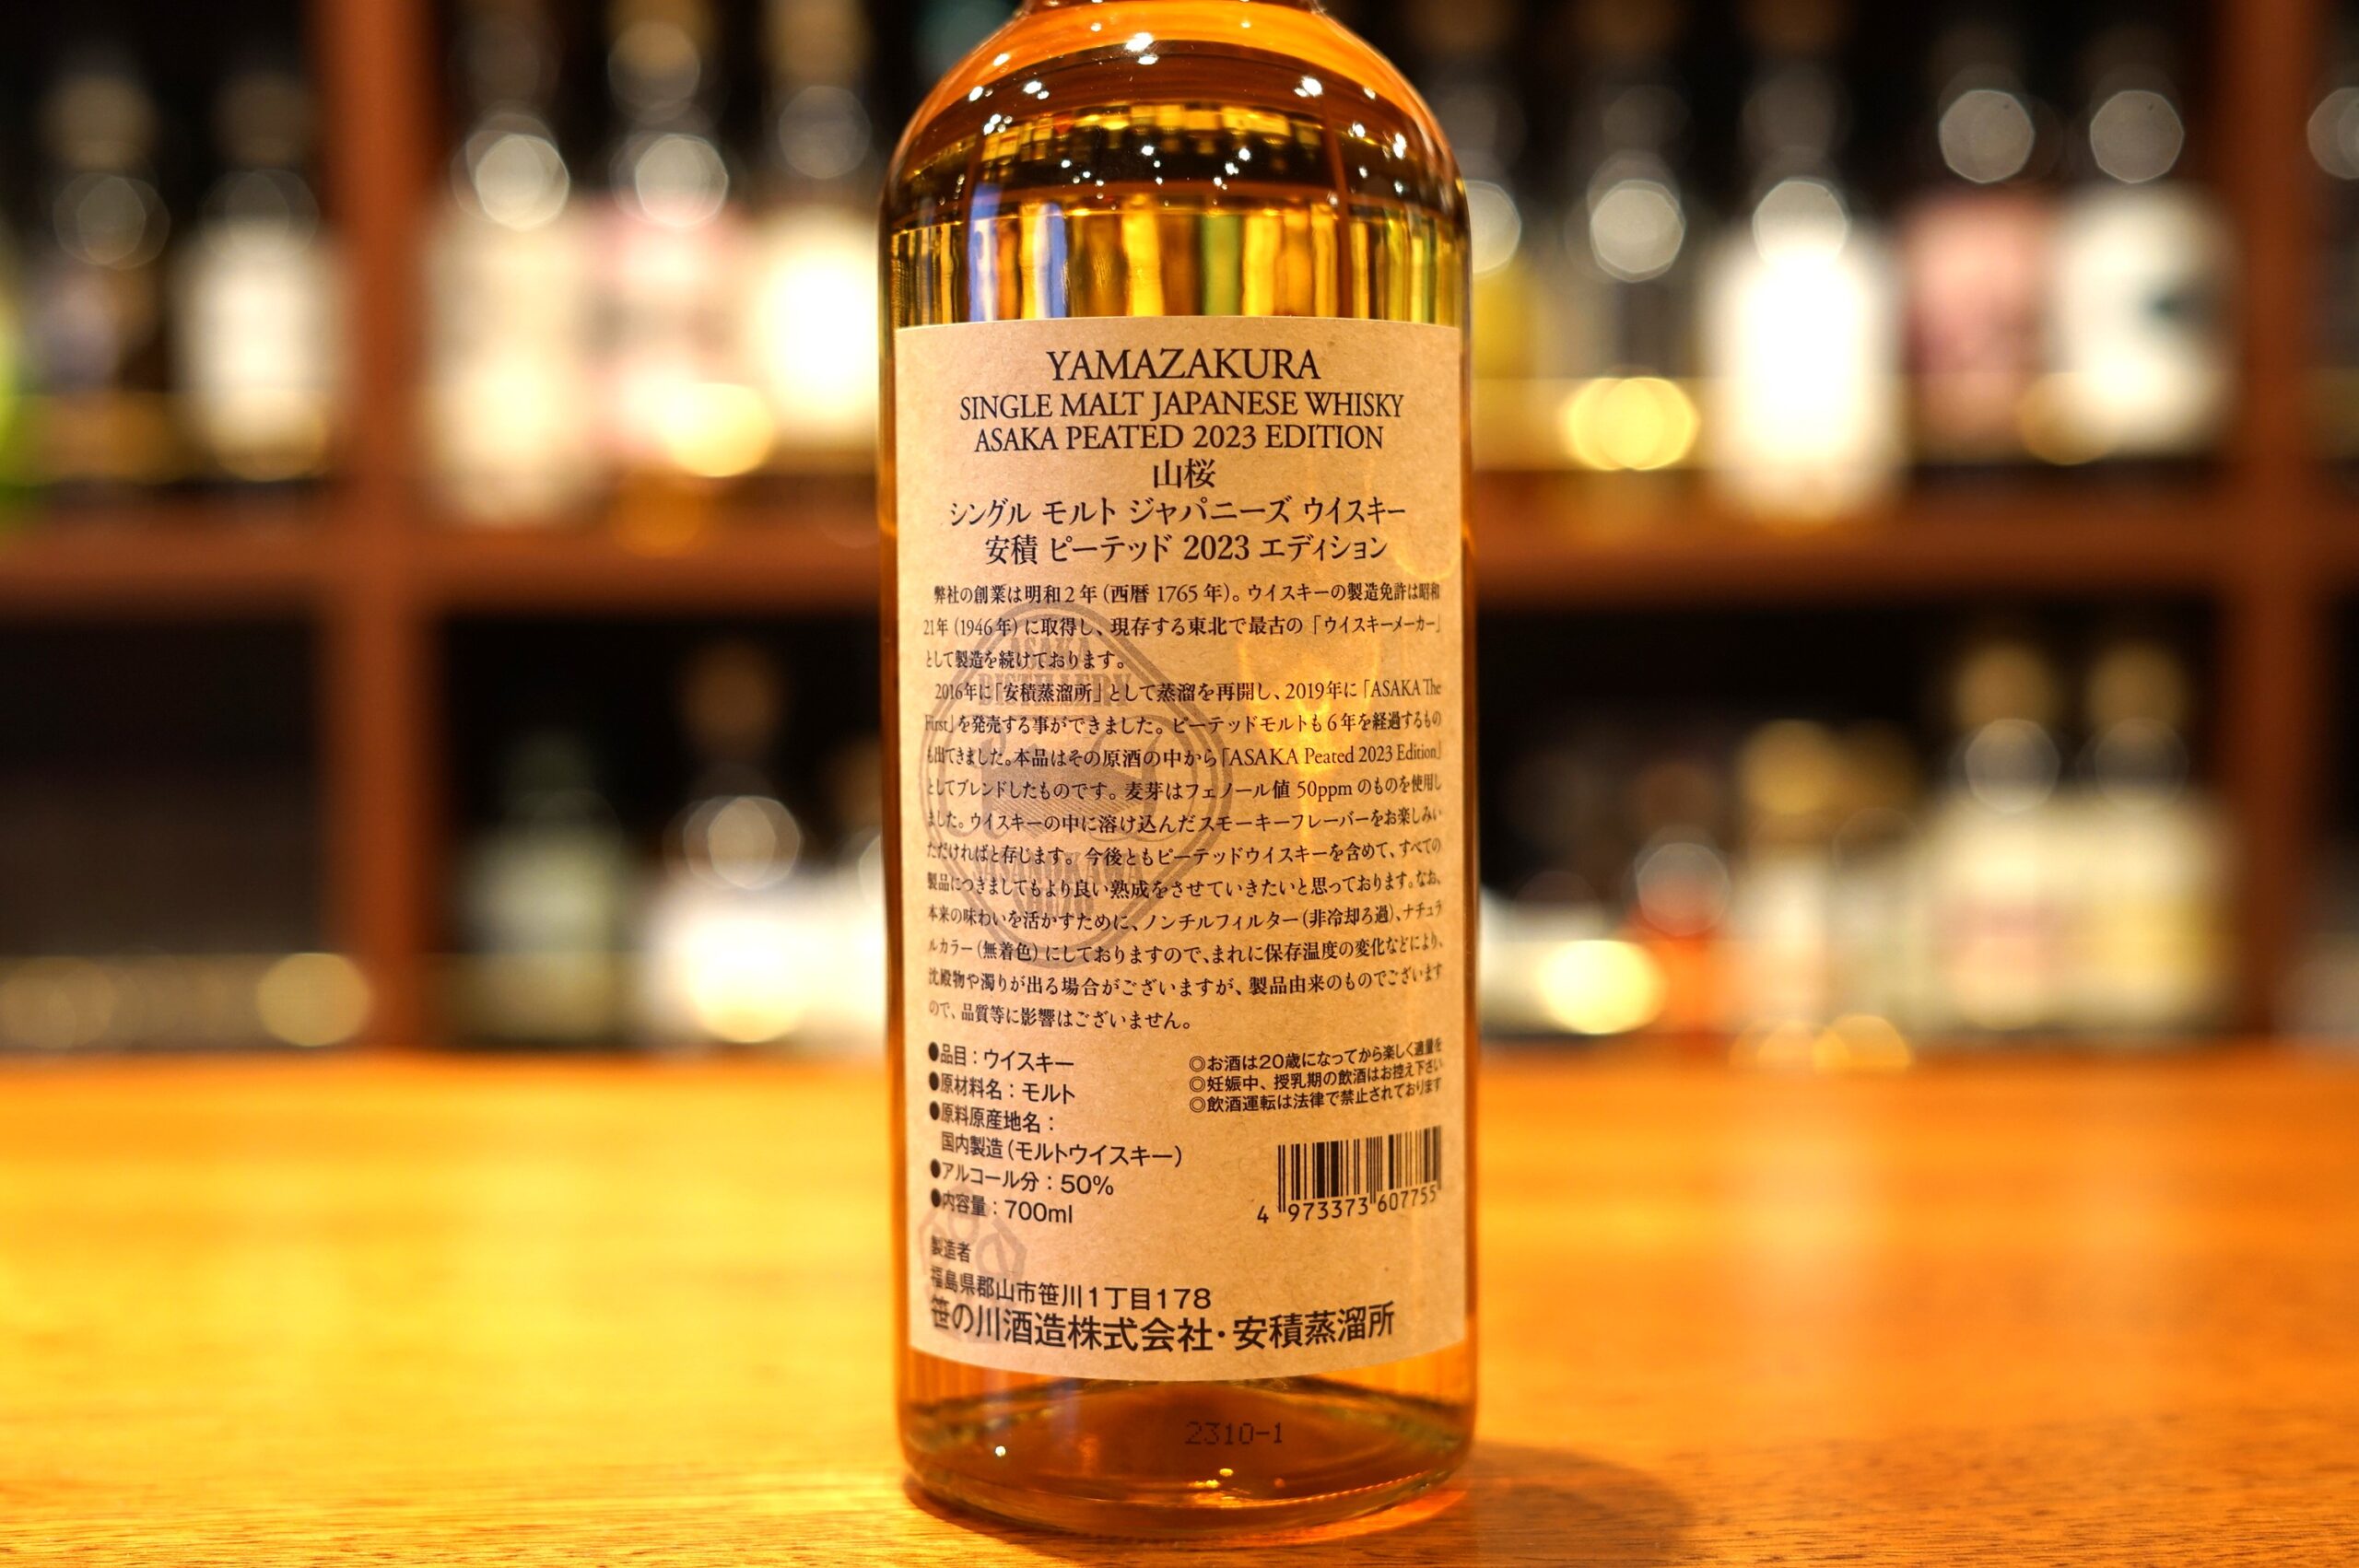 YAMAZAKURA
SINGLE MALT JAPANESE WHISKY
ASAKA PEATED 2023 EDITION
山桜
シングル モルト ジャパニーズ ウイスキー
安積 ピーテッド 2023 エディション
弊社の創業は明和2年(西暦 1765 年)。ウイスキーの製造免許は昭和
21年(1946年)に取得し、現存する東北で最古の「ウイスキーメーカー」
として製造を続けております。
2016年に「安積蒸溜所」として蒸溜を再開し、2019年に「ASAKA The
First」を発売する事ができました。ピーテッドモルトも6年を経過するもの
も出てきました。本品はその原酒の中から「ASAKA Peated 2023 Edition」
としてブレンドしたものです。麦芽はフェノール値 50ppm のものを使用し
ました。ウイスキーの中に溶け込んだスモーキーフレーバーをお楽しみい
ただければと存じます。今後ともピーテッドウイスキーを含めて、すべての
製品につきましてもより良い熟成をさせていきたいと思っております。なお、
本来の味わいを活かすために、ノンチルフィルター(非冷却ろ過)、ナチュラ
ルカラー(無着色)にしておりますので、まれに保存温度の変化などにより、
沈殿物や濁りが出る場合がございますが、製品由来のものでございます
ので、品質等に影響はございません。
●品目:ウイスキー
●原材料名:モルト
●原料原産地名:
国内製造(モルトウイスキー)
●アルコール分:50%
●内容量:700ml
◎お酒は20歳になってから楽しく適量を
◎妊娠中、授乳期の飲酒はお控え下さい
◎飲酒運転は法律で禁止されております
4 973373 607755
製造者
福島県郡山市笹川1丁目178
笹の川酒造株式会社・安積蒸溜所
2310-1
ASAKA
DISTILLERY
SASANOKAWA